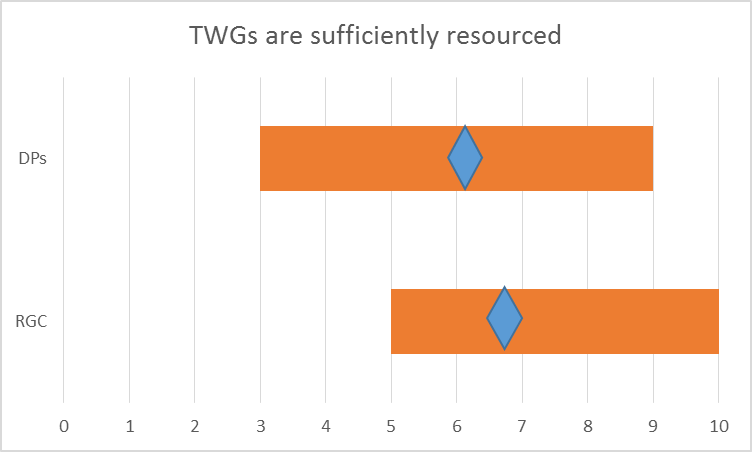 TWGs are sufficiently resourced
DPs
RGC
0 1 2 3 4 5 6 7 8 9 10